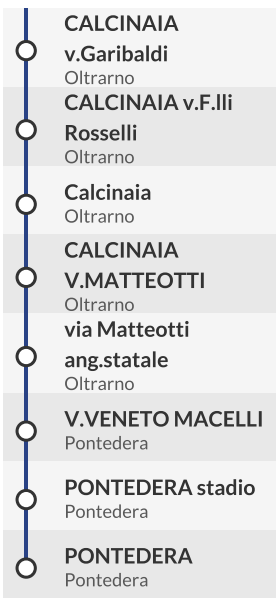 CALCINAIA
v.Garibaldi
Oltrarno
CALCINAIA v.F.lli
Rosselli
Oltrarno
Calcinaia
Oltrarno
CALCINAIA
V.MATTEOTTI
Oltrarno
via Matteotti
ang.statale
Oltrarno
V.VENETO MACELLI
Pontedera
PONTEDERA stadio
Pontedera
PONTEDERA
Pontedera